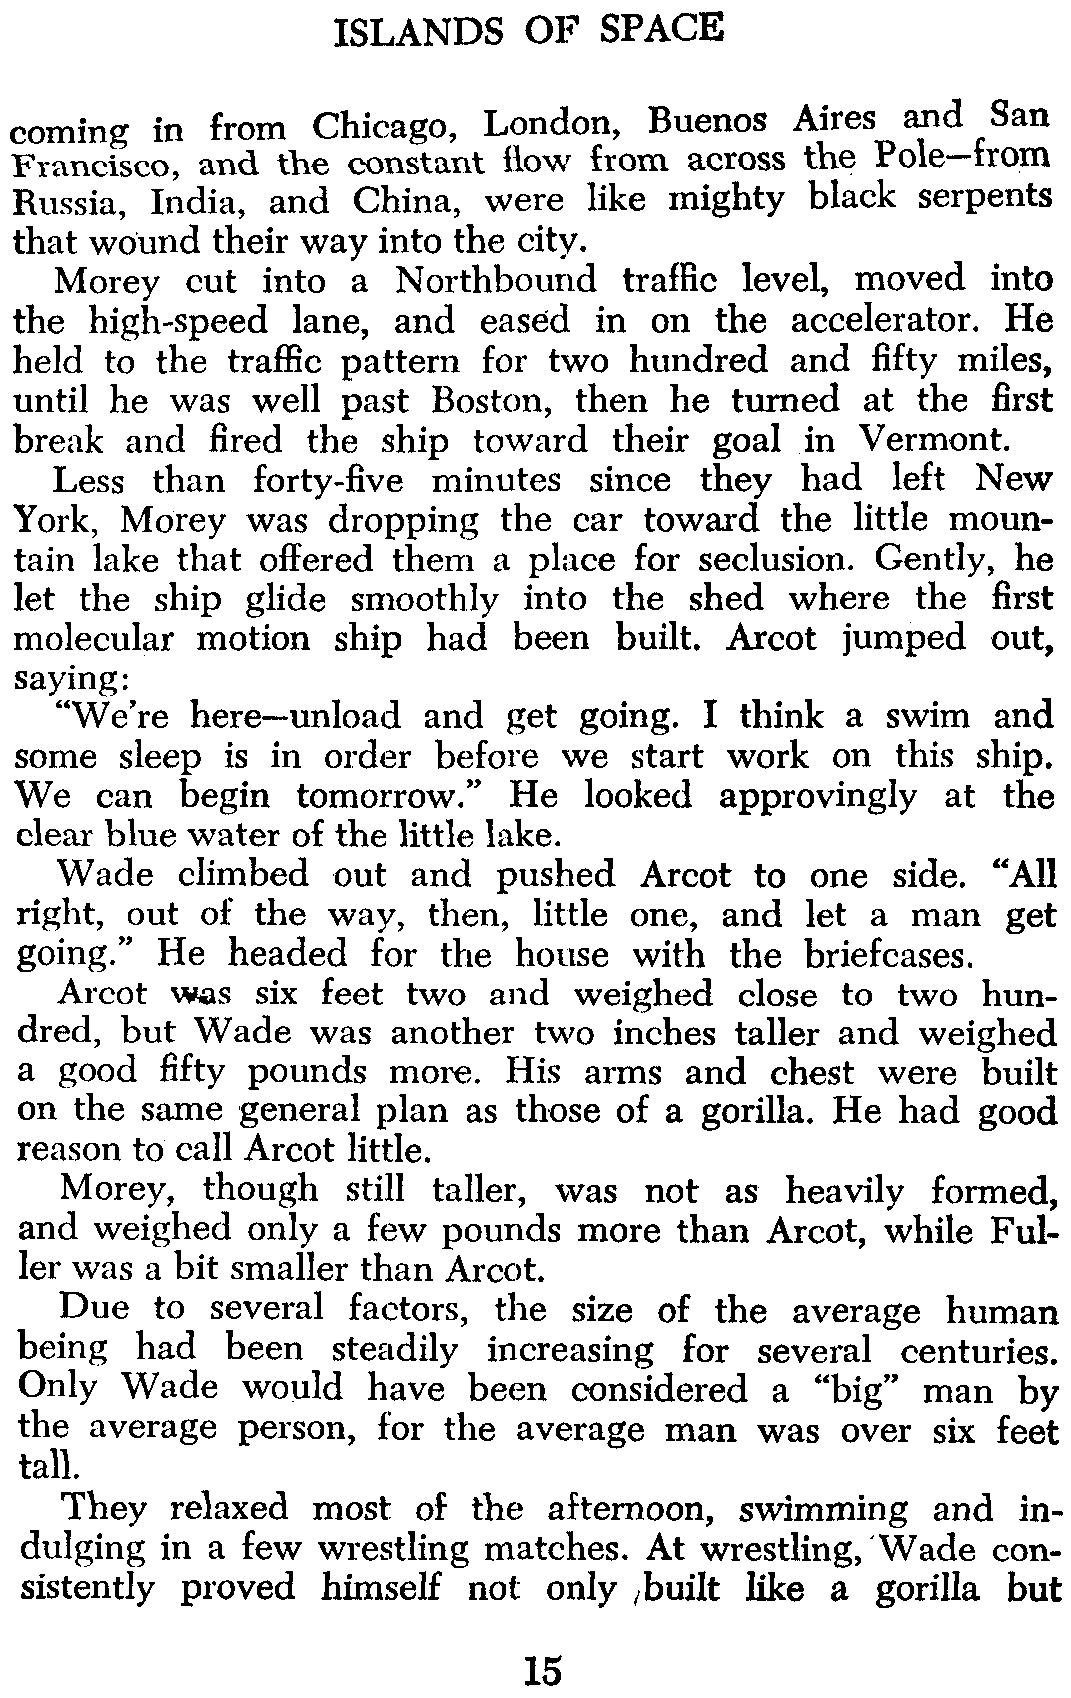 ISLANDS OF SPACE
coming in from Chicago, London, Buenos Aires and San
Francisco, and the constant flow from across the Pole—from
Russia, India, and China, were like mighty black serpents
that wound their way into the city.
Morey cut into a Northbound traffic level, moved into
the high-speed lane, and eased in on the accelerator. He
held to the traffic pattern for two hundred and fifty miles,
until he was well past Boston, then he turned at the first
break and fired the ship toward their goal in Vermont.
Less than forty-five minutes since they had left New
York, Morey was dropping the car toward the little moun-
tain lake that offered them a place for seclusion. Gently, he
let the ship glide smoothly into the shed where the first
molecular motion ship had been built. Arcot jumped out,
saying:
“We’re here—unload and get going. I think a swim and
some sleep is in order before we start work on this ship.
We can begin tomorrow.” He looked approvingly at the
clear blue water of the little lake.
Wade climbed out and pushed Arcot to one side. “All
right, out of the way, then, little one, and let a man get
going.” He headed for the house with the briefcases.
Arcot was six feet two and weighed close to two hun-
dred, but Wade was another two inches taller and weighed
a good fifty pounds more. His arms and chest were built
on the same general plan as those of a gorilla. He had good
reason to call Arcot little.
Morey, though still taller, was not as heavily formed,
and weighed only a few pounds more than Arcot, while Ful-
ler was a bit smaller than Arcot.
Due to several factors, the size of the average human
being had been steadily increasing for several centuries.
Only Wade would have been considered a “big” man by
the average person, for the average man was over six feet
tall.
They relaxed most of the afternoon, swimming and in-
dulging in a few wrestling matches. At wrestling, Wade con-
sistently proved himself not only built like a gorilla but
15